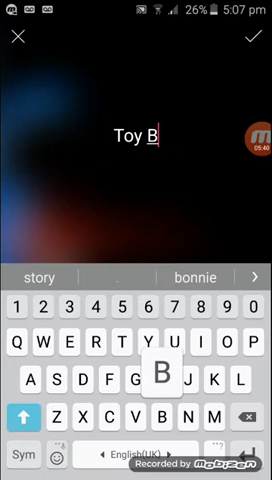 26% 5:07 pm
Toy B
05:40
story . bonnie
1 2 3 4 5 6 7 8 9 0
Q W E R T Y U I O P
A S D F G B J K L
Z X C V B N M
Sym English(UK)
Recorded by Mobizen